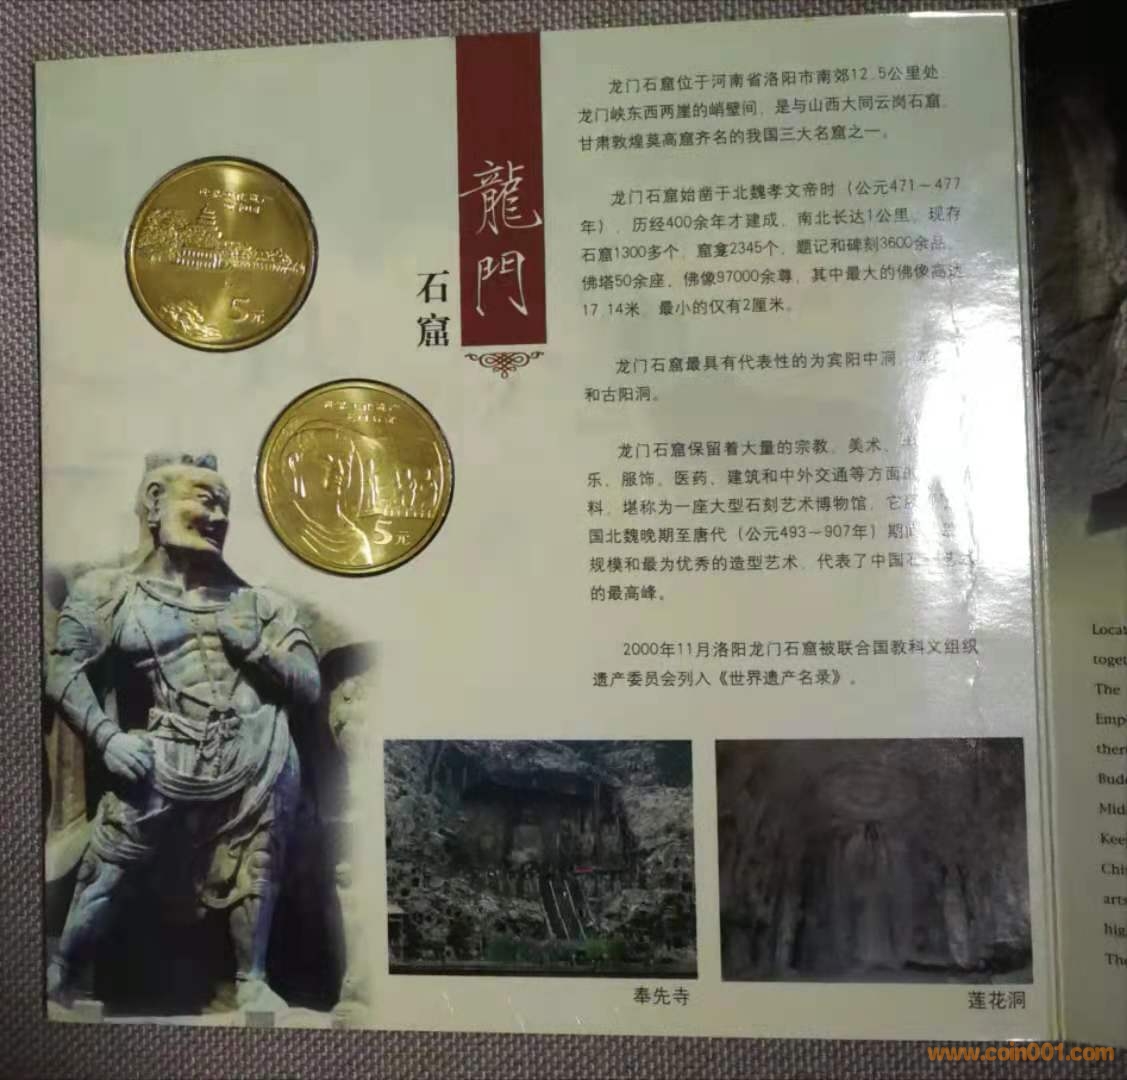 龍門
石窟
龙门石窟位于河南省洛阳市南郊12.5公里处
龙门峡东西两崖的峭壁间，是与山西大同云岗石窟、
甘肃敦煌莫高窟齐名的我国三大名窟之一。
龙门石窟始凿于北魏孝文帝时（公元471－477
年），历经400余年才建成，南北长达1公里，现存
石窟1300多个，窟龛2345个，题记和碑刻3600余品，
佛塔50余座，佛像97000余尊，其中最大的佛像高达
17.14米，最小的仅有2厘米。
龙门石窟最具有代表性的为宾阳中洞、
和古阳洞。
龙门石窟保留着大量的宗教、美术、
乐、服饰、医药、建筑和中外交通等方面的
料，堪称为一座大型石刻艺术博物馆，它
国北魏晚期至唐代（公元493－907年）期间
规模和最为优秀的造型艺术，代表了中国石
的最高峰。
2000年11月洛阳龙门石窟被联合国教科文组织
遗产委员会列入《世界遗产名录》。
5元
5元
奉先寺
莲花洞
Locat
toget
The
Emp
ther
Budd
Mid
Kee
Chi
arts
hig
The
www.coin001.com